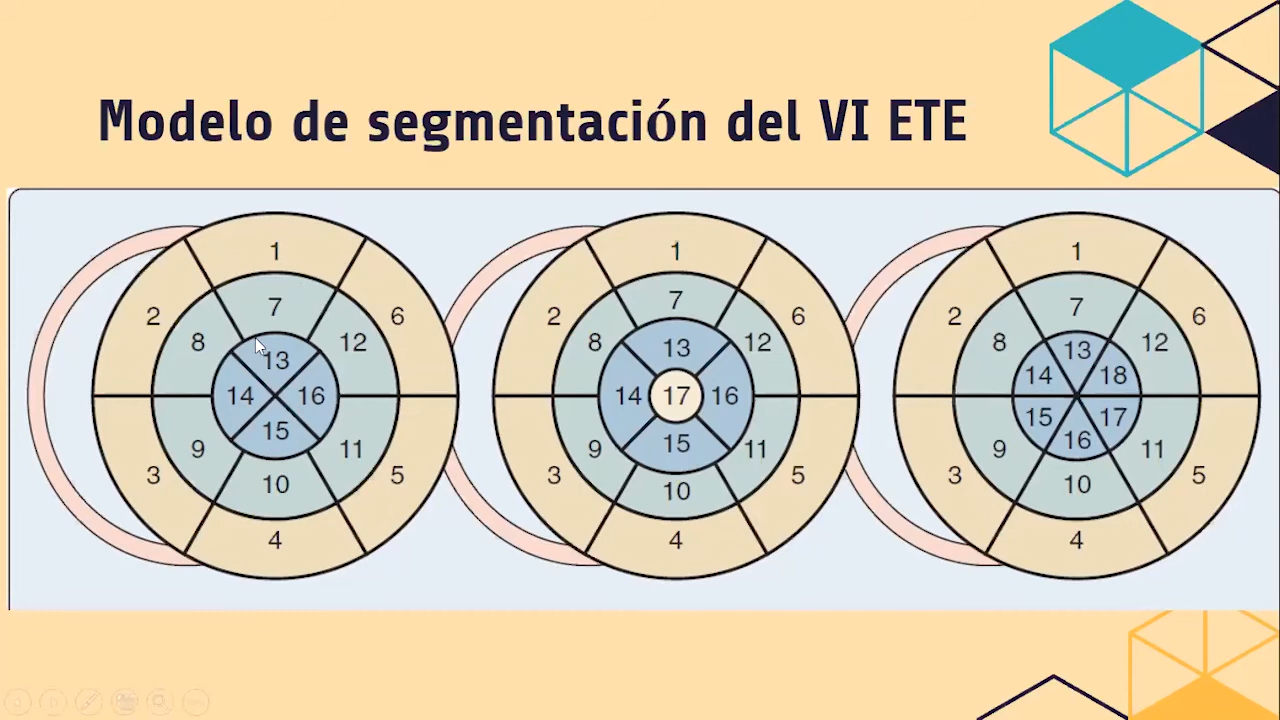 Modelo de segmentación del VI ETE
1 1 1
2 7 6 2 7 6 2 7 6
8 12 8 12 8 12
13 13 13
14 16 14 17 16 14 18
15 15 15 17
16
9 11 9 11 9 11
3 10 5 3 10 5 3 10 5
4 4 4